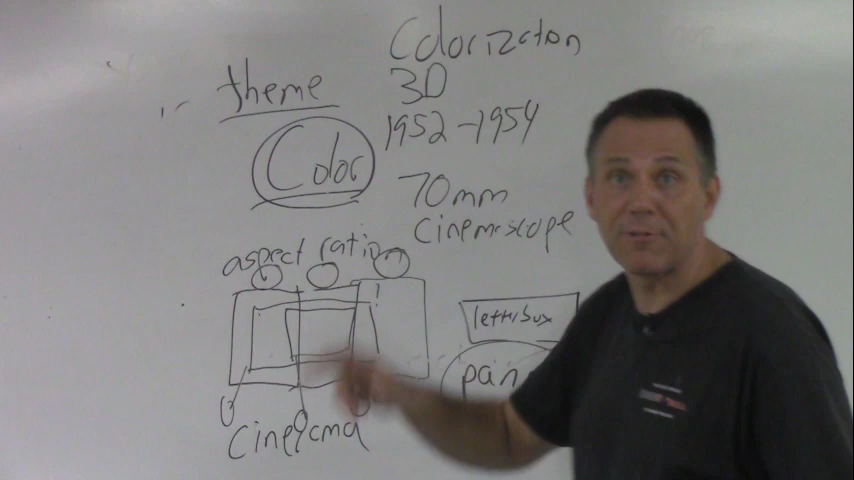 Colorization
3D
theme
1952-1954
Color
70mm
cinemascope
aspect ratio
letterbox
pan
Cinerama